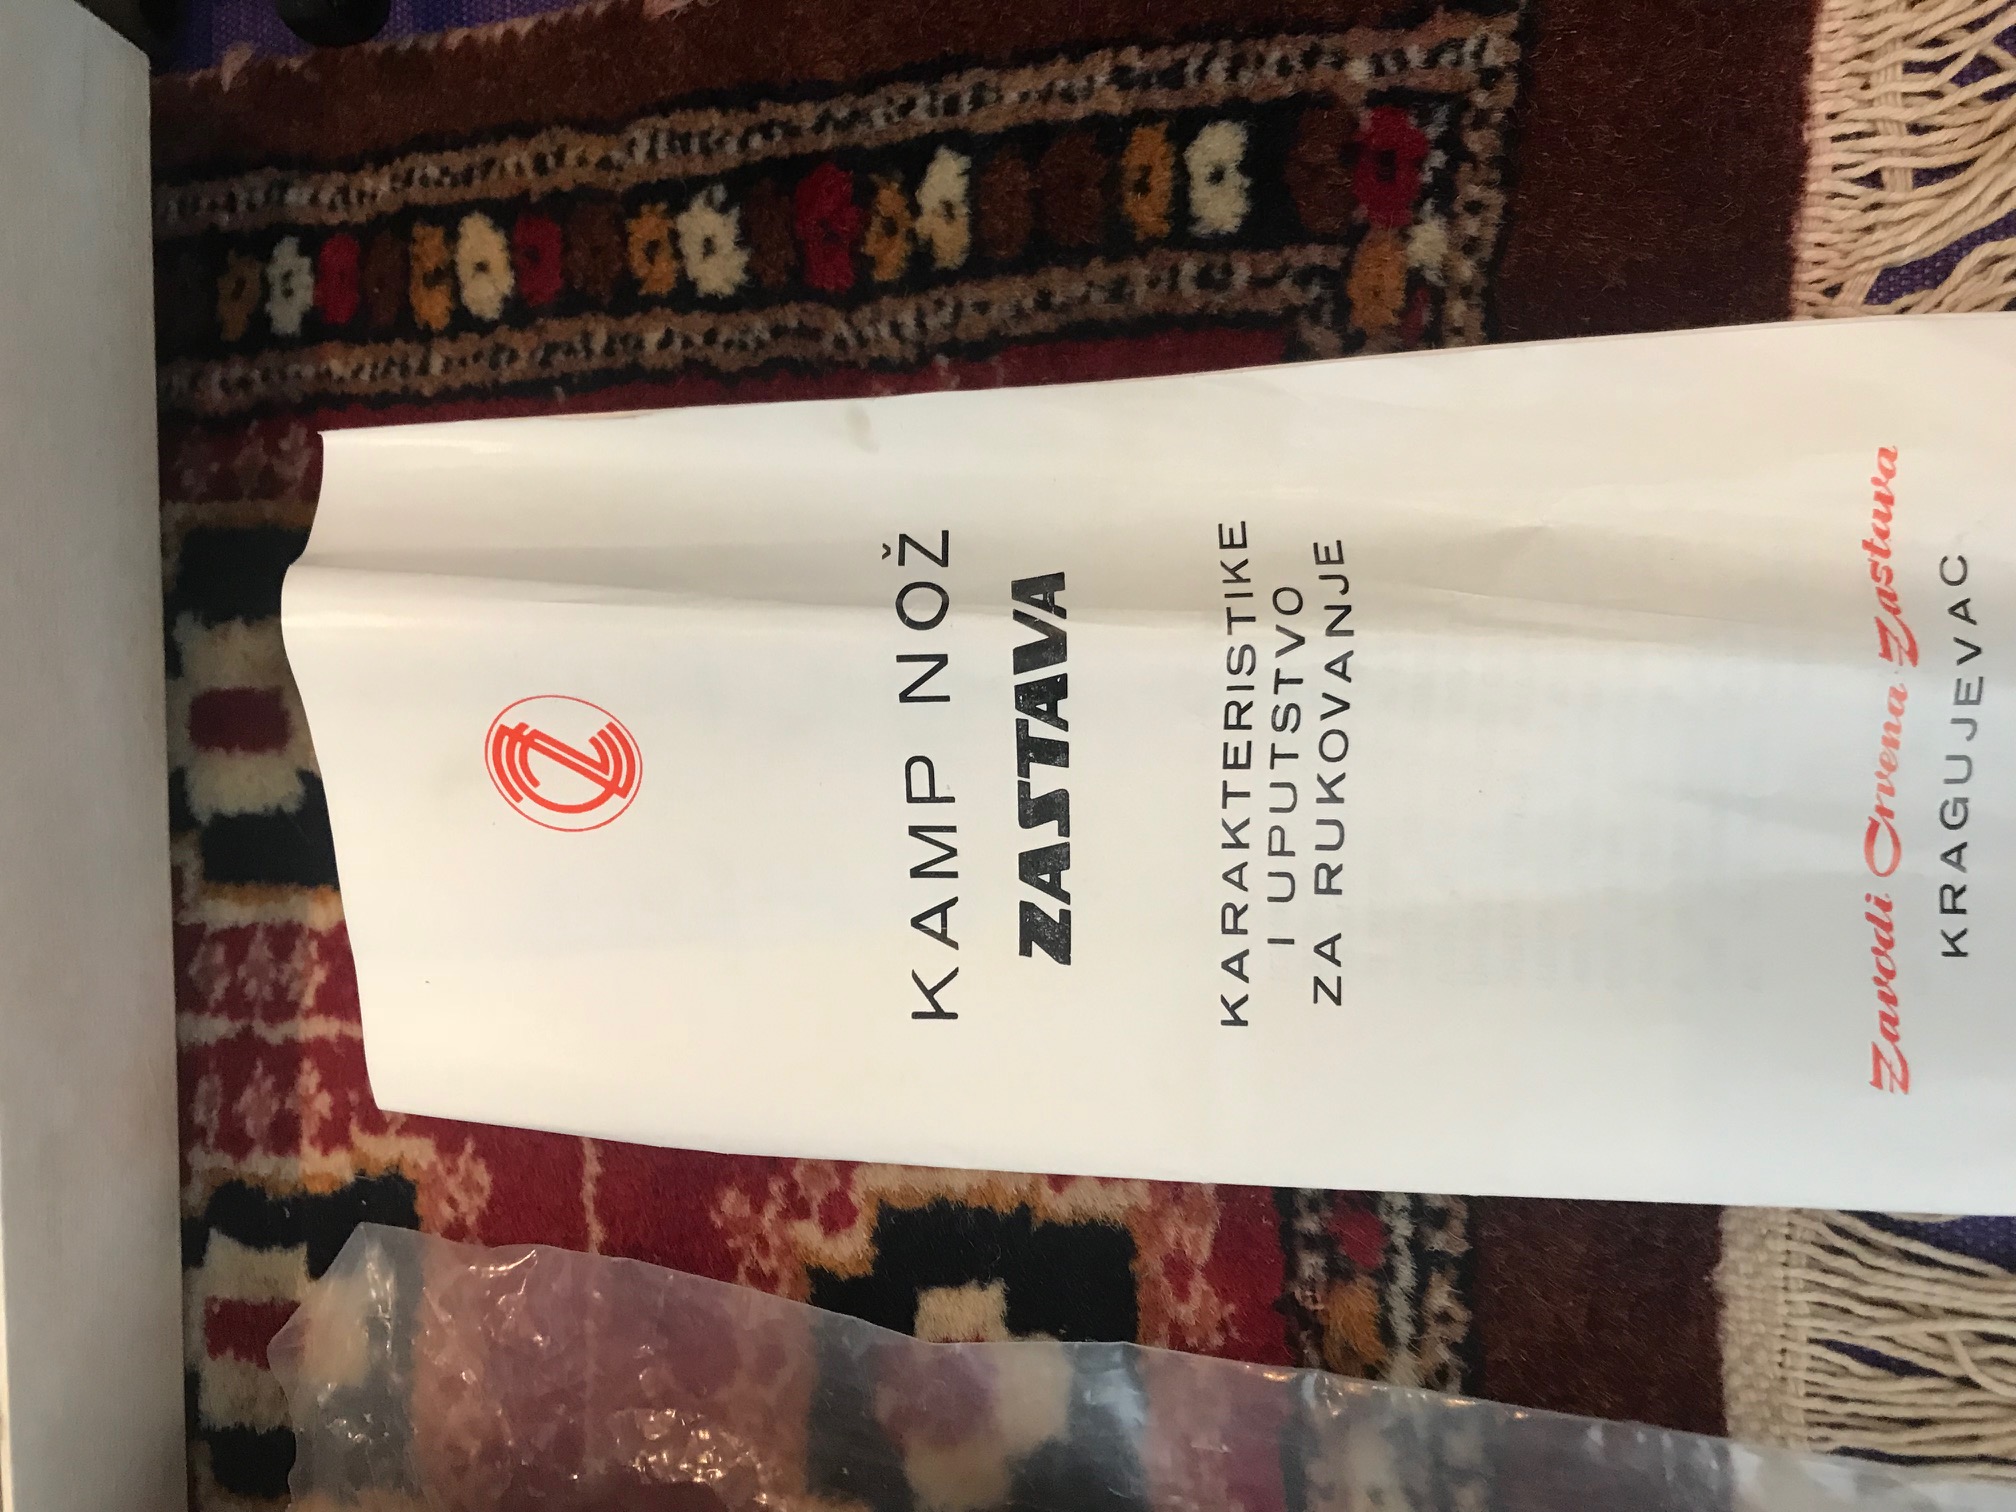 KAMP NOŽ
ZASTAVA
KARAKTERISTIKE
I UPUTSTVO
ZA RUKOVANJE
Zavodi Crvena Zastava
KRAGUJEVAC